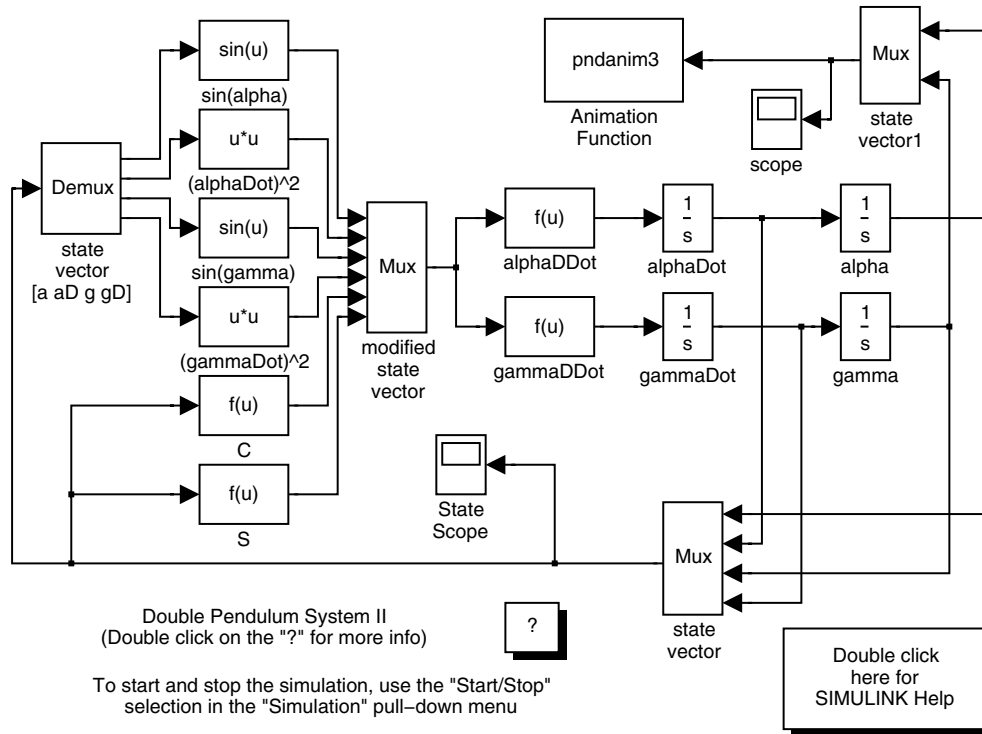 sin(u)
sin(alpha)
u*u
(alphaDot)^2
Demux
state
vector
[a aD g gD]
sin(u)
sin(gamma)
u*u
(gammaDot)^2
f(u)
C
f(u)
S
Mux
modified
state
vector
pndanim3
Animation
Function
scope
Mux
state
vector1
f(u)
alphaDDot
1
s
alphaDot
1
s
alpha
f(u)
gammaDDot
1
s
gammaDot
1
s
gamma
State
Scope
Mux
state
vector
Double Pendulum System II
(Double click on the "?" for more info)
?
To start and stop the simulation, use the "Start/Stop"
selection in the "Simulation" pull−down menu
Double click
here for
SIMULINK Help